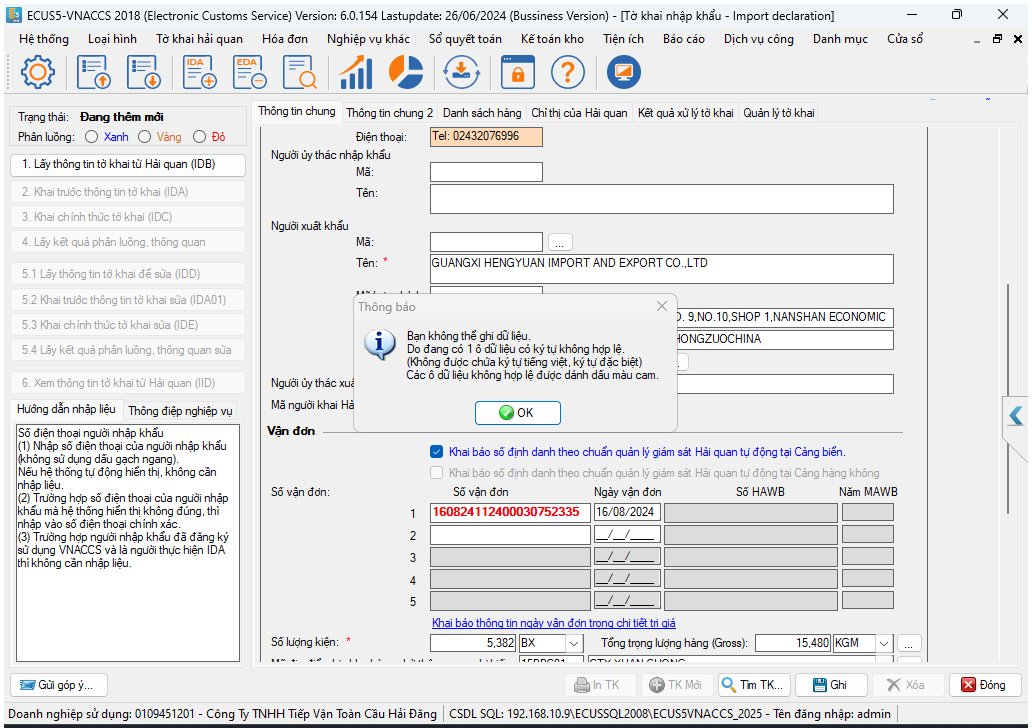 ECUS5-VNACCS 2018 (Electronic Customs Service) Version: 6.0.154 Lastupdate: 26/06/2024 (Bussiness Version) - [Tờ khai nhập khẩu - Import declaration]
Hệ thống Loại hình Tờ khai hải quan Hóa đơn Nghiệp vụ khác Sổ quyết toán Kế toán kho Tiện ích Báo cáo Dịch vụ công Danh mục Cửa sổ
IDA EDA
Trạng thái: Đang thêm mới
Phân luồng: Xanh Vàng Đỏ
1. Lấy thông tin tờ khai từ Hải quan (IDB)
2. Khai trước thông tin tờ khai (IDA)
3. Khai chính thức tờ khai (IDC)
4. Lấy kết quả phân luồng, thông quan
5.1 Lấy thông tin tờ khai để sửa (IDD)
5.2 Khai trước thông tin tờ khai sửa (IDA01)
5.3 Khai chính thức tờ khai sửa (IDE)
5.4 Lấy kết quả phân luồng, thông quan sửa
6. Xem thông tin tờ khai từ Hải quan (IID)
Hướng dẫn nhập liệu Thông điệp nghiệp vụ
Số điện thoại người nhập khẩu
(1) Nhập số điện thoại của người nhập khẩu
(không sử dụng dấu gạch ngang).
Nếu hệ thống tự động hiển thị, không cần
nhập liệu.
(2) Trường hợp số điện thoại của người nhập
khẩu mà hệ thống hiển thị không đúng, thì
nhập vào số điện thoại chính xác.
(3) Trường hợp người nhập khẩu đã đăng ký
sử dụng VNACCS và là người thực hiện IDA
thì không cần nhập liệu.
Gửi góp ý...
Thông tin chung Thông tin chung 2 Danh sách hàng Chỉ thị của Hải quan Kết quả xử lý tờ khai Quản lý tờ khai
Điện thoại: Tel: 02432076996
Người ủy thác nhập khẩu
Mã:
Tên:
Người xuất khẩu
Mã: ...
Tên: * GUANGXI HENGYUAN IMPORT AND EXPORT CO.,LTD
9,NO.10,SHOP 1,NANSHAN ECONOMIC
HONGZUOCHINA
Người ủy thác
Mã người khai
Thông báo
Bạn không thể ghi dữ liệu.
Do đang có 1 ô dữ liệu có ký tự không hợp lệ.
(Không được chứa ký tự tiếng việt, ký tự đặc biệt)
Các ô dữ liệu không hợp lệ được dánh dấu màu cam.
OK
Vận đơn
Khai báo số định danh theo chuẩn quản lý giám sát Hải quan tự động tại Cảng biển.
Khai báo số định danh theo chuẩn quản lý giám sát Hải quan tự động tại Cảng hàng không
Số vận đơn: Số vận đơn Ngày vận đơn Số HAWB Năm MAWB
1 160824112400030752335 16/08/2024
2 __/__/____
3 __/__/____
4 __/__/____
5 __/__/____
Khai báo thông tin ngày vận đơn trong chi tiết trị giá
Số lượng kiện: * 5,382 BX Tổng trọng lượng hàng (Gross): 15,480 KGM ...
In TK TK Mới Tìm TK... Ghi Xóa Đóng
Doanh nghiệp sử dụng: 0109451201 - Công Ty TNHH Tiếp Vận Toàn Cầu Hải Đăng CSDL SQL: 192.168.10.9\ECUSSQL2008\ECUS5VNACCS_2025 - Tên đăng nhập: admin